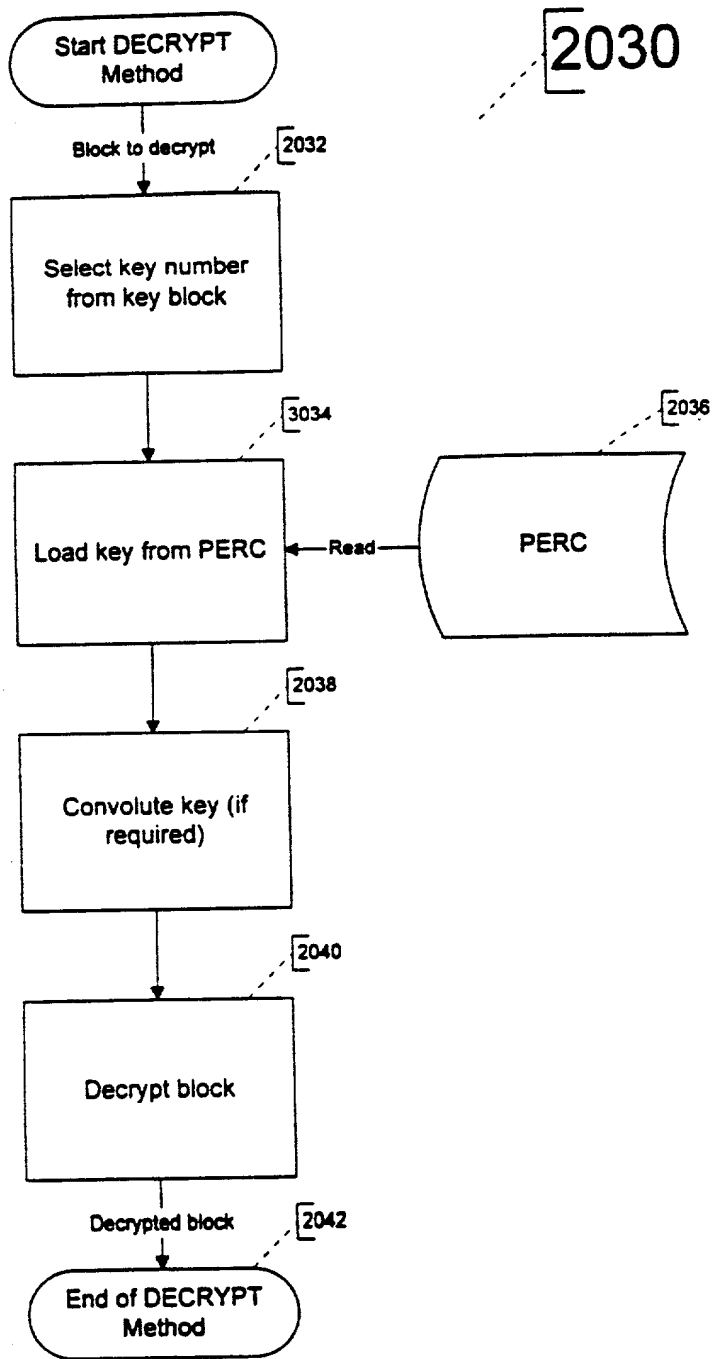 Start DECRYPT
Method
2030
Block to decrypt
2032
Select key number
from key block
3034
2036
Load key from PERC
Read
PERC
2038
Convolute key (if
required)
2040
Decrypt block
Decrypted block
2042
End of DECRYPT
Method